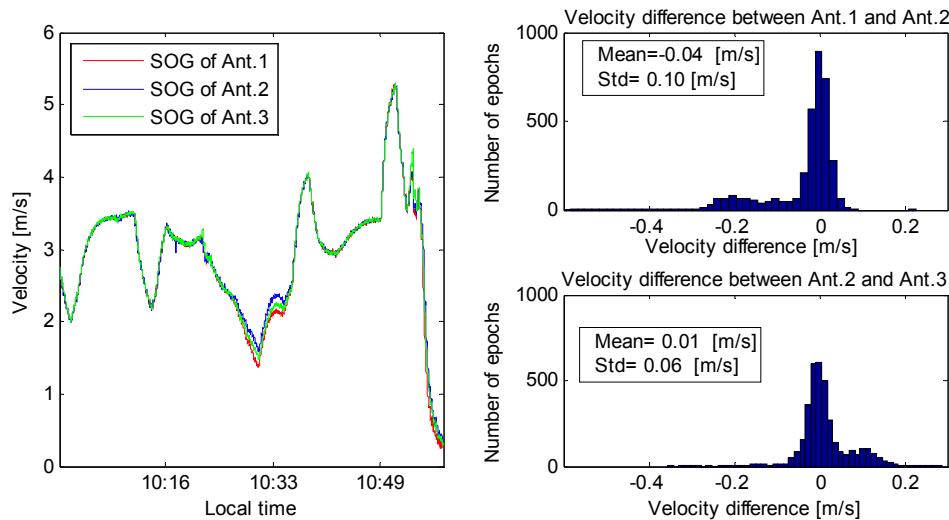 6
5
4
3
2
1
0
Velocity [m/s]
SOG of Ant.1
SOG of Ant.2
SOG of Ant.3
10:16
10:33
10:49
Local time
Velocity difference between Ant.1 and Ant.2
1000
500
0
Number of epochs
Mean=-0.04 [m/s]
Std= 0.10 [m/s]
-0.4
-0.2
0
0.2
Velocity difference [m/s]
Velocity difference between Ant.2 and Ant.3
1000
500
0
Number of epochs
Mean= 0.01 [m/s]
Std= 0.06 [m/s]
-0.4
-0.2
0
0.2
Velocity difference [m/s]